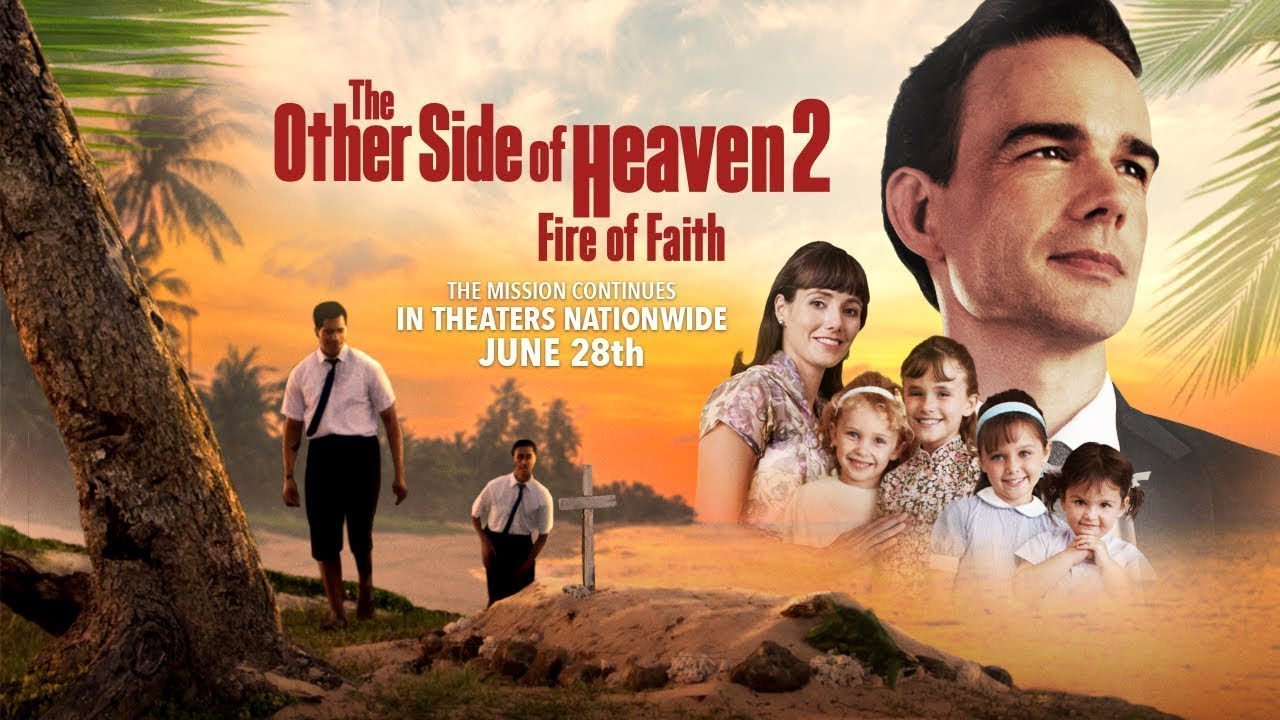 The
Other Side of Heaven 2
Fire of Faith
THE MISSION CONTINUES
IN THEATERS NATIONWIDE
JUNE 28th